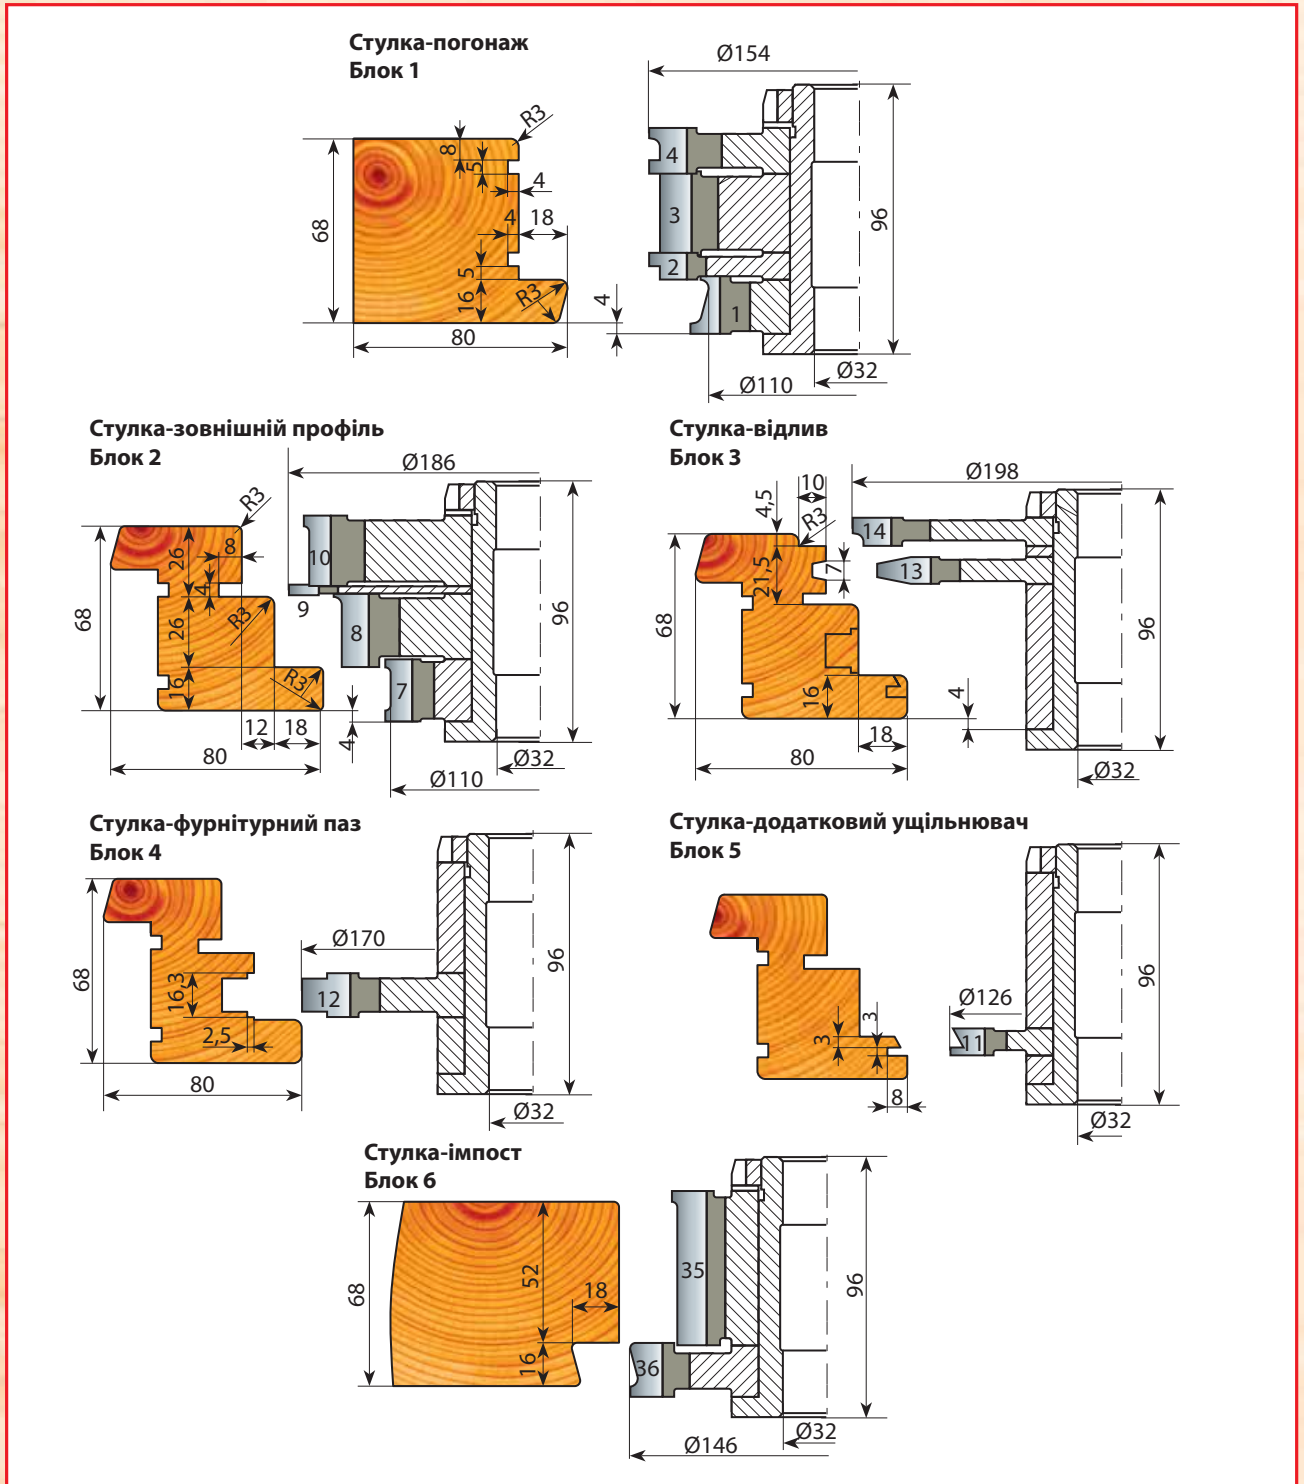 Стулка-погонаж
Блок 1
Ø154
R3
8
5
4
4
18
68
5
16
R3
4
80
4
3
2
1
96
Ø32
Ø110
Стулка-зовнішній профіль
Блок 2
Ø186
R3
26
8
4
68
26
R3
16
R3
12
18
4
80
10
9
8
7
96
Ø32
Ø110
Стулка-відлив
Блок 3
Ø198
10
4,5
R3
7
21,5
68
16
18
4
80
14
13
96
Ø32
Стулка-фурнітурний паз
Блок 4
Ø170
68
16,3
2,5
80
12
96
Ø32
Стулка-додатковий ущільнювач
Блок 5
Ø126
3
3
8
11
96
Ø32
Стулка-імпост
Блок 6
68
52
18
16
35
36
96
Ø32
Ø146